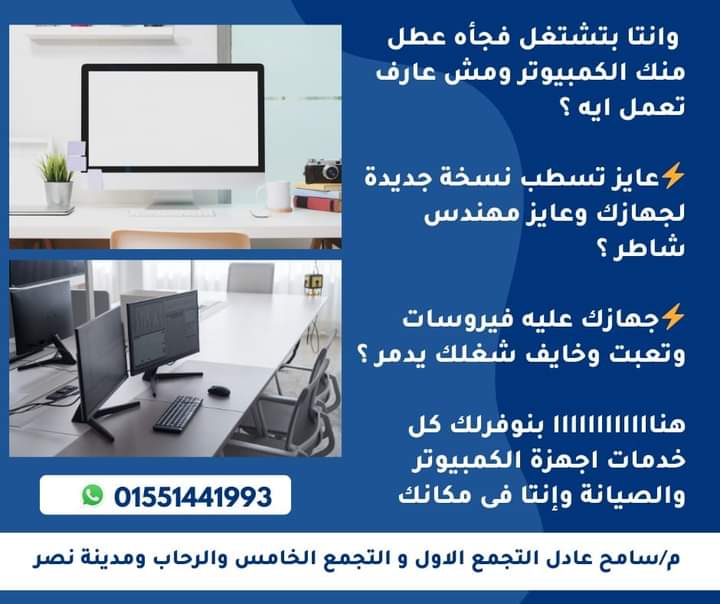 وانتا بتشتغل فجأه عطل
منك الكمبيوتر ومش عارف
تعمل ايه ؟
⚡عايز تسطب نسخة جديدة
لجهازك وعايز مهندس
شاطر ؟
⚡جهازك عليه فيروسات
وتعبت وخايف شغلك يدمر ؟
هناااااااااااا بنوفرلك كل
خدمات اجهزة الكمبيوتر
والصيانة وإنتا فى مكانك
01551441993
م/سامح عادل التجمع الاول و التجمع الخامس والرحاب ومدينة نصر